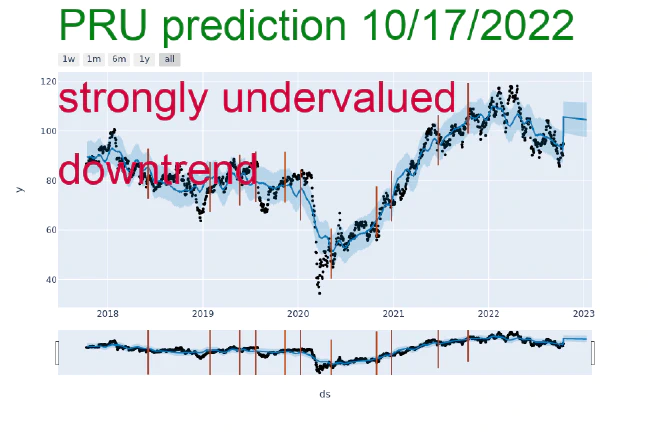 PRU prediction 10/17/2022
1w 1m 6m 1y all
strongly undervalued
downtrend
120
100
80
60
40
y
2018 2019 2020 2021 2022 2023
ds